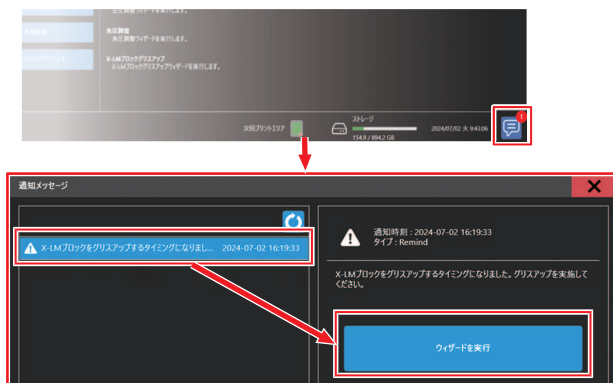 負圧調整
負圧調整ウィザードを実行します。
X-LMブロックグリスアップ
X-LMブロックグリスアップウィザードを実行します。
次回プリントエリア
ストレージ
154.9 / 894.2 GB
2024/07/02 火 9:43:06
1
通知メッセージ
X-LMブロックをグリスアップするタイミングになりまし... 2024-07-02 16:19:33
通知時刻 : 2024-07-02 16:19:33
タイプ : Remind
X-LMブロックをグリスアップするタイミングになりました。グリスアップを実施して
ください。
ウィザードを実行